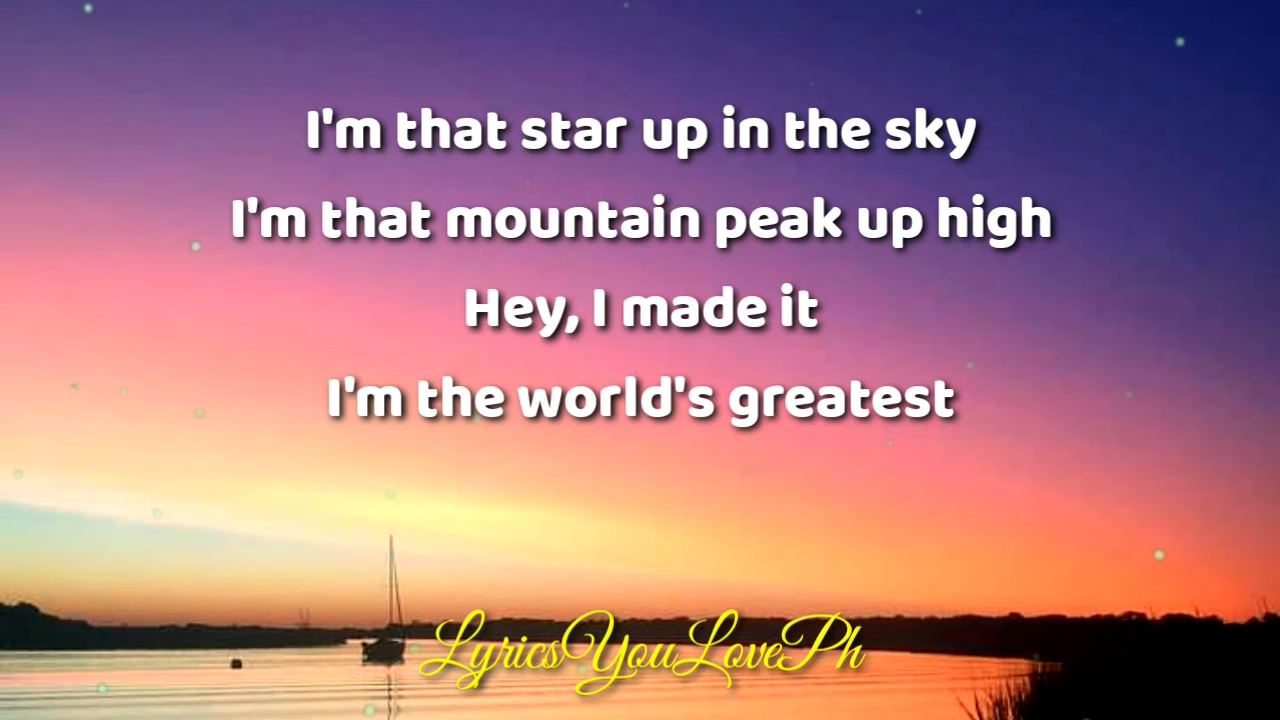 I'm that star up in the sky
I'm that mountain peak up high
Hey, I made it
I'm the world's greatest
LyricsYouLovePh